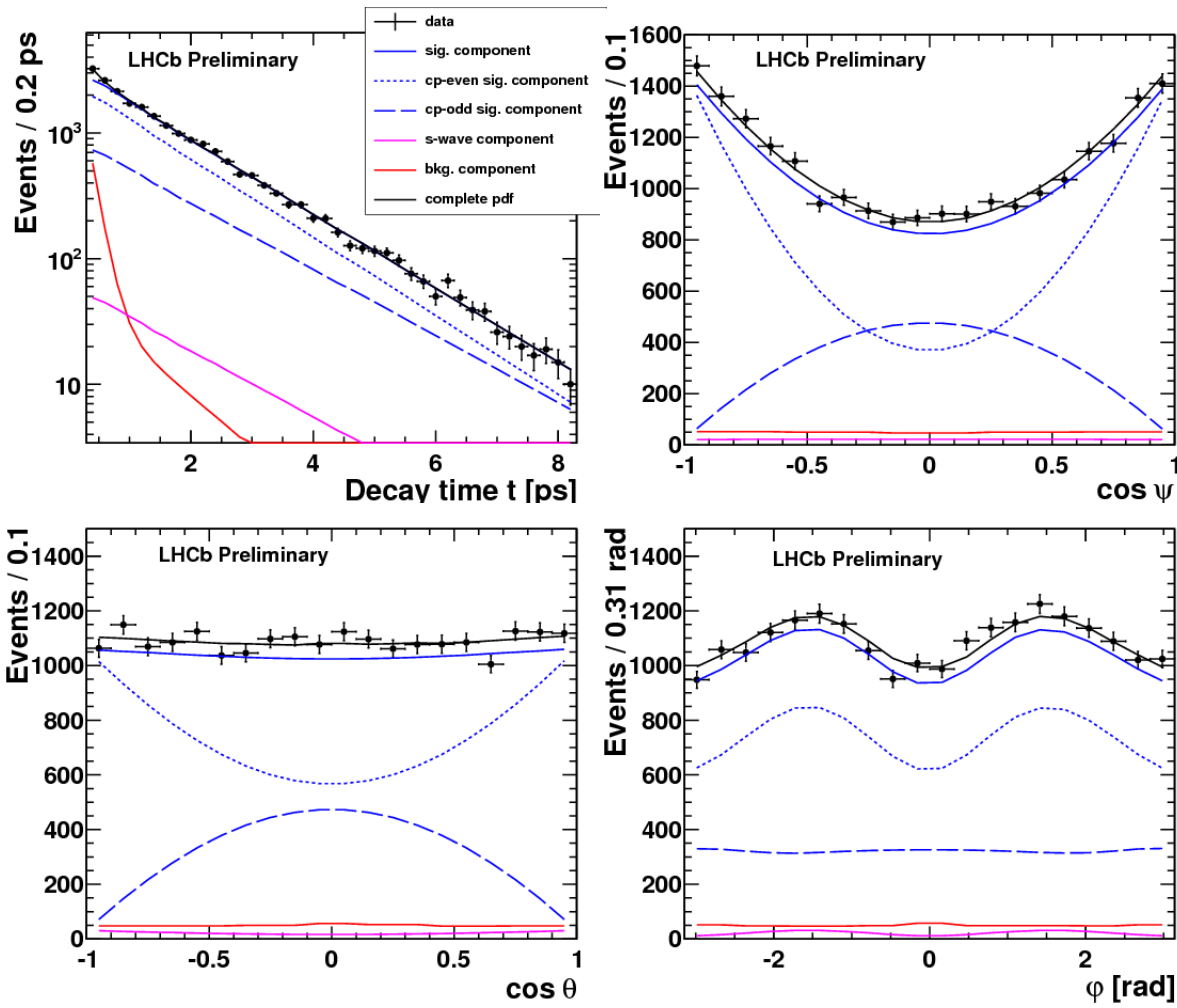 LHCb Preliminary
Events / 0.2 ps
10³
10²
10
2
4
6
8
Decay time t [ps]
data
sig. component
cp-even sig. component
cp-odd sig. component
s-wave component
bkg. component
complete pdf
LHCb Preliminary
Events / 0.1
1600
1400
1200
1000
800
600
400
200
0
-1
-0.5
0
0.5
1
cos ψ
LHCb Preliminary
Events / 0.1
1400
1200
1000
800
600
400
200
0
-1
-0.5
0
0.5
1
cos θ
LHCb Preliminary
Events / 0.31 rad
1400
1200
1000
800
600
400
200
0
-2
0
2
φ [rad]